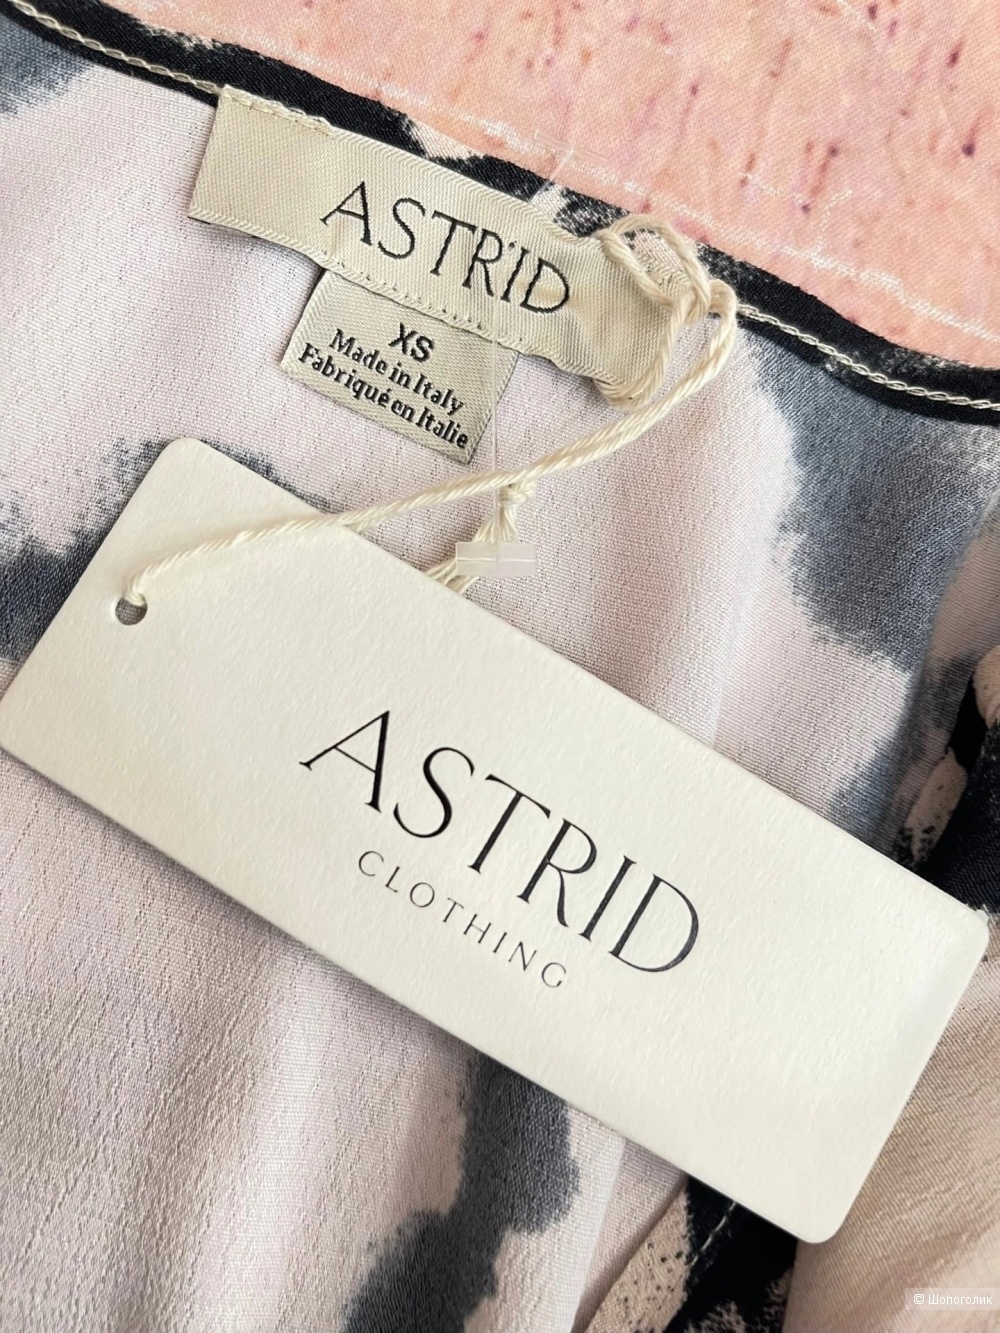 ASTRID
XS
Made in Italy
Fabriqué en Italie
ASTRID
CLOTHING
© Шопоголик